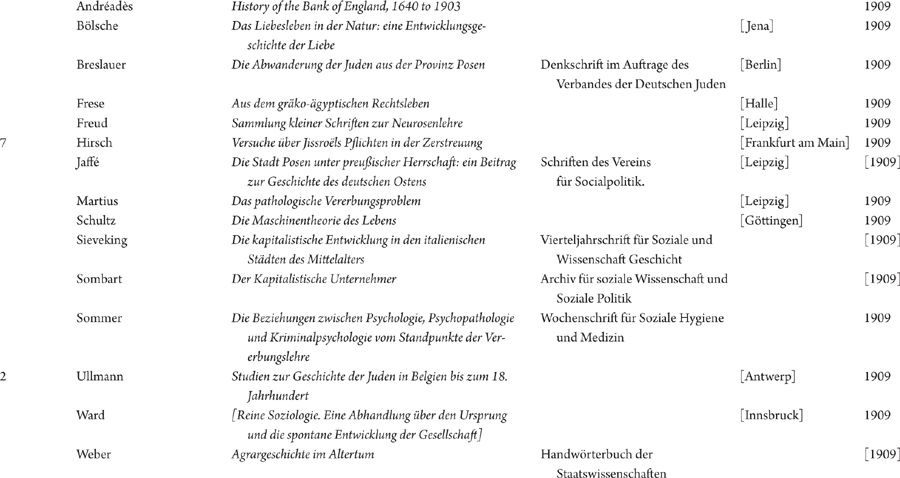 Andréadès History of the Bank of England, 1640 to 1903 1909
Bölsche Das Liebesleben in der Natur: eine Entwicklungsge- [Jena] 1909
schichte der Liebe
Breslauer Die Abwanderung der Juden aus der Provinz Posen Denkschrift im Auftrage des [Berlin] 1909
Verbandes der Deutschen Juden
Frese Aus dem gräko-ägyptischen Rechtsleben [Halle] 1909
Freud Sammlung kleiner Schriften zur Neurosenlehre [Leipzig] 1909
7 Hirsch Versuche über Jissroëls Pflichten in der Zerstreuung [Frankfurt am Main] 1909
Jaffé Die Stadt Posen unter preußischer Herrschaft: ein Beitrag Schriften des Vereins [Leipzig] [1909]
zur Geschichte des deutschen Ostens für Socialpolitik.
Martius Das pathologische Vererbungsproblem [Leipzig] 1909
Schultz Die Maschinentheorie des Lebens [Göttingen] 1909
Sieveking Die kapitalistische Entwicklung in den italienischen Vierteljahrschrift für Soziale und [1909]
Städten des Mittelalters Wissenschaft Geschicht
Sombart Der Kapitalistische Unternehmer Archiv für soziale Wissenschaft und [1909]
Soziale Politik
Sommer Die Beziehungen zwischen Psychologie, Psychopathologie Wochenschrift für Soziale Hygiene 1909
und Kriminalpsychologie vom Standpunkte der Ver- und Medizin
erbungslehre
2 Ullmann Studien zur Geschichte der Juden in Belgien bis zum 18. [Antwerp] 1909
Jahrhundert
Ward [Reine Soziologie. Eine Abhandlung über den Ursprung [Innsbruck] 1909
und die spontane Entwicklung der Gesellschaft]
Weber Agrargeschichte im Altertum Handwörterbuch der [1909]
Staatswissenschaften